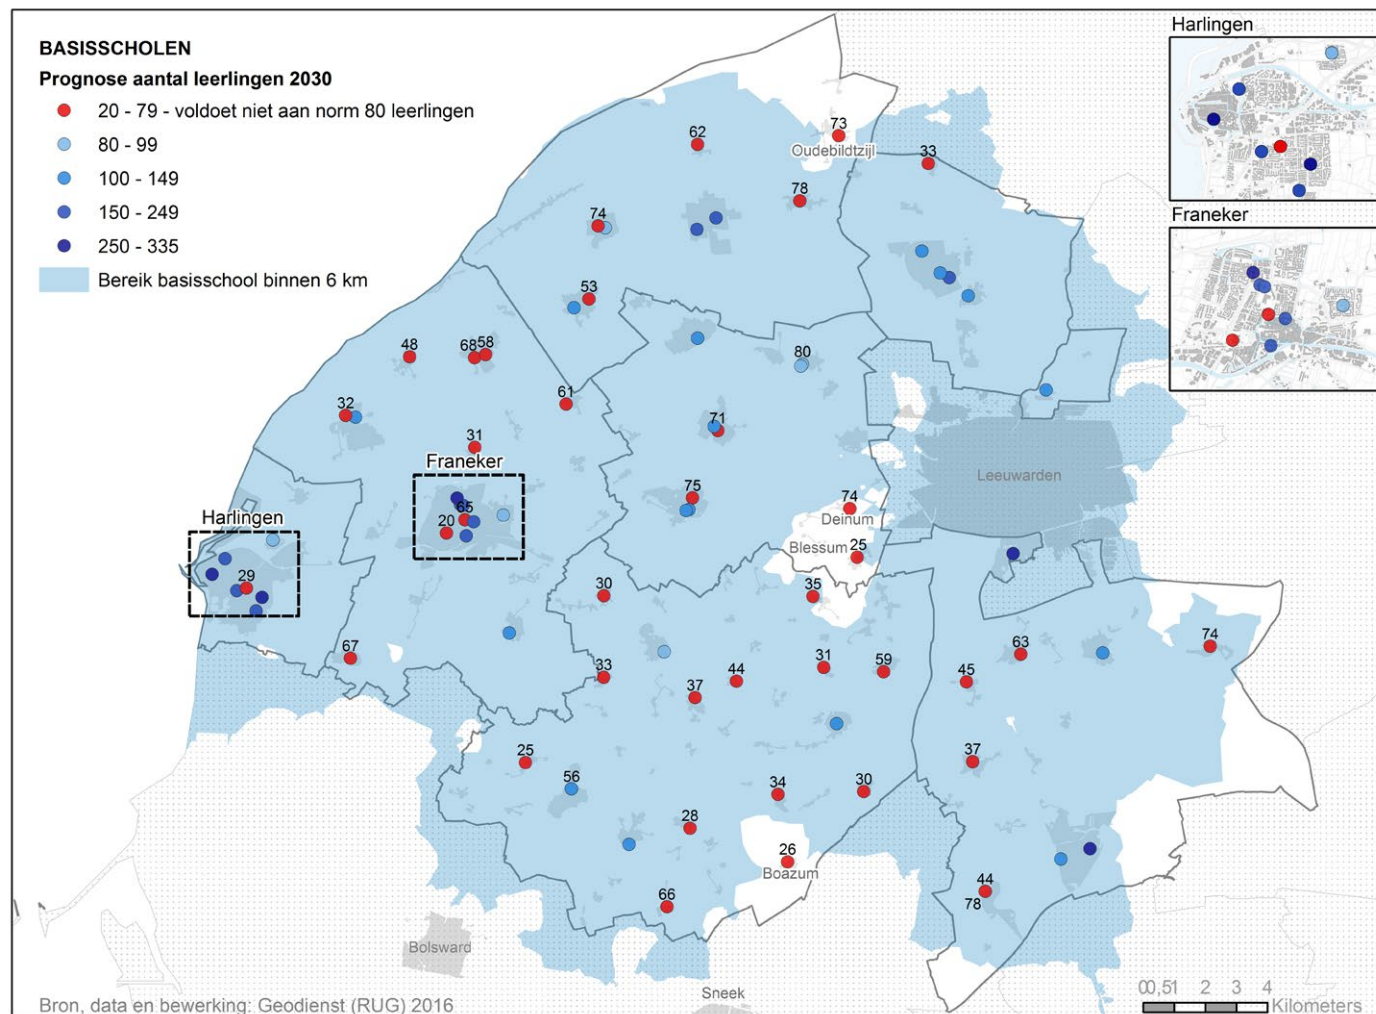 BASISSCHOLEN
Prognose aantal leerlingen 2030
20 - 79 - voldoet niet aan norm 80 leerlingen
80 - 99
100 - 149
150 - 249
250 - 335
Bereik basisschool binnen 6 km
Harlingen
Franeker
73
Oudebildtzijl
62
33
78
74
53
48
68
58
80
32
61
71
31
Franeker
Leeuwarden
75
65
20
74
Deinum
Harlingen
Blessum
25
29
30
35
63
74
67
33
44
31
59
45
37
25
37
56
34
30
28
26
Boazum
44
78
66
Bolsward
Sneek
00,51 2 3 4
Kilometers
Bron, data en bewerking: Geodienst (RUG) 2016